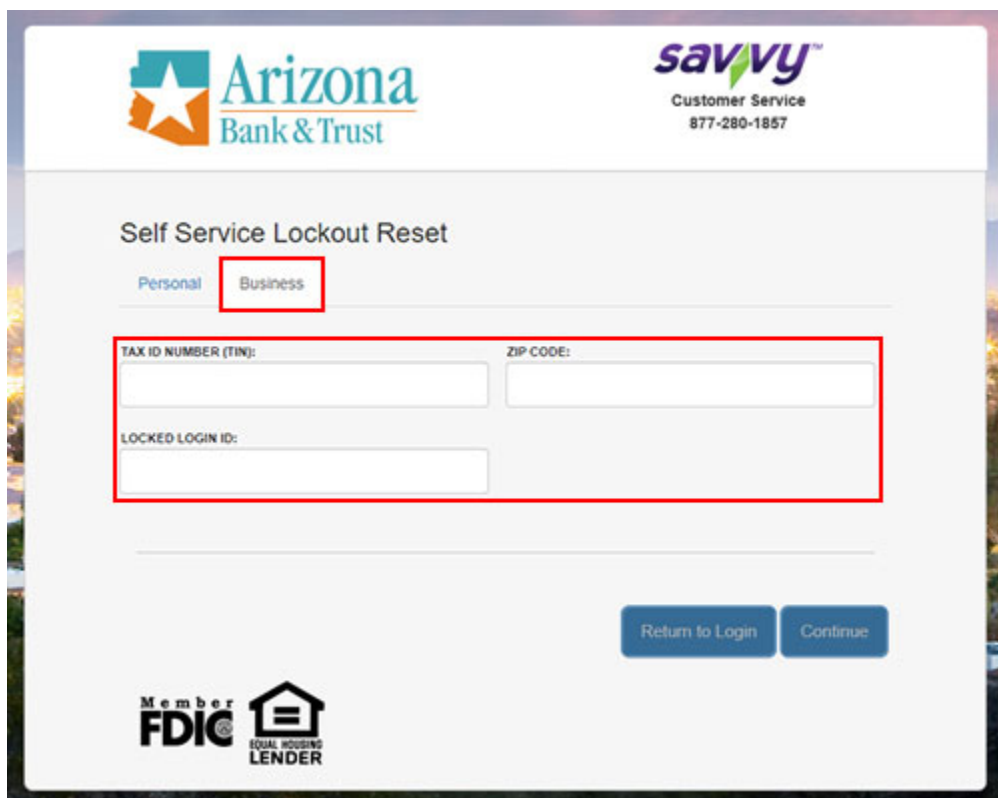 Arizona
Bank & Trust
savvy™
Customer Service
877-280-1857
Self Service Lockout Reset
Personal Business
TAX ID NUMBER (TIN): ZIP CODE:
LOCKED LOGIN ID:
Return to Login Continue
Member
FDIC
EQUAL HOUSING
LENDER